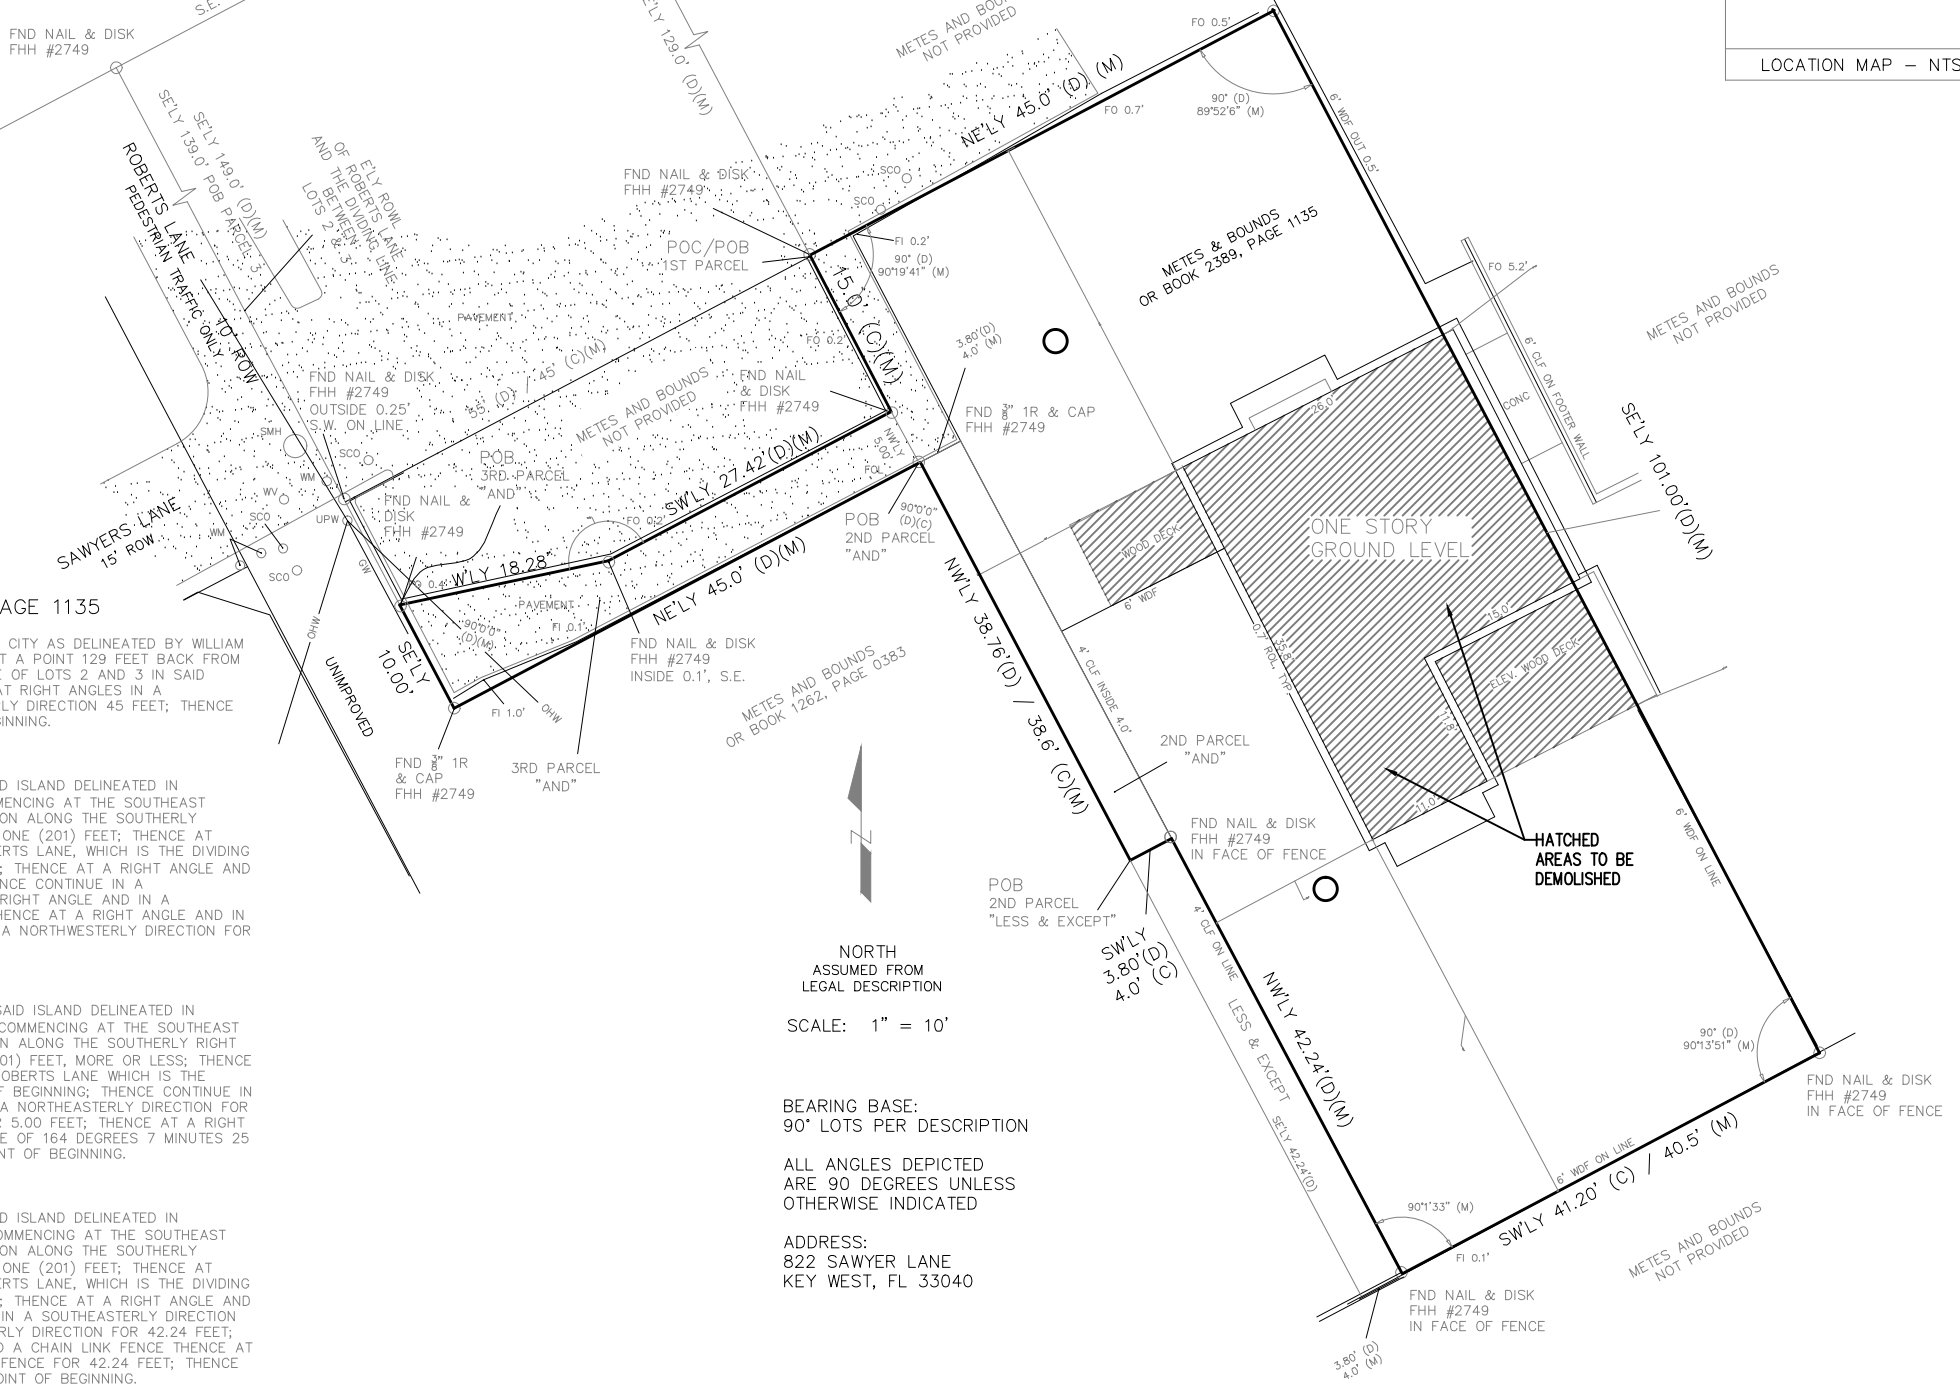 S.E.
FND NAIL & DISK
FHH #2749
SE'LY 139.0' POB PARCEL 3
SE'LY 149.0' (D)(M)
ROBERTS LANE
PEDESTRIAN TRAFFIC ONLY
10' ROW
E'LY ROWL
OF ROBERTS LANE
AND THE DIVIDING LINE
BETWEEN
LOTS 2 & 3
E'LY 129.0' (D)(M)
METES AND BOU
NOT PROVIDED
FO 0.5'
LOCATION MAP – NTS
NE'LY 45.0' (D) (M)
FO 0.7'
90° (D)
89°52'6" (M)
6' WDF OUT 0.5'
FND NAIL & DISK
FHH #2749
SCO
SCO
POC/POB
1ST PARCEL
FI 0.2'
90° (D)
90°19'41" (M)
15.0' (C)(M)
FO 0.2'
METES & BOUNDS
OR BOOK 2389, PAGE 1135
FO 5.2'
METES AND BOUNDS
NOT PROVIDED
PAVEMENT
3.80'(D)
4.0' (M)
FND NAIL & DISK
FHH #2749
OUTSIDE 0.25'
S.W. ON LINE
55' (D) / 45' (C)(M)
METES AND BOUNDS
NOT PROVIDED
FND NAIL
& DISK
FHH #2749
FND ⅜" 1R & CAP
FHH #2749
26.0'
CONC
6' CLF ON FOOTER WALL
SE'LY 101.00'(D)(M)
SMH
SCO
WM
WV
SCO
UPW
WM
SCO
SAWYERS LANE
15' ROW
POB
3RD PARCEL
"AND"
FND NAIL &
DISK
FHH #2749
SW'LY 27.42'(D)(M)
FO 0.2'
NW'LY
5.00'
FOL
90°0'0"
(D)(C)
POB
2ND PARCEL
"AND"
WOOD DECK
6' WDF
ONE STORY
GROUND LEVEL
GW
FO 0.4'
W'LY 18.28"
NE'LY 45.0' (D)(M)
PAVEMENT
FI 0.1'
90°0'0"
(D)(M)
SE'LY
10.00'
OHW
UNIMPROVED
FI 1.0'
OHW
FND NAIL & DISK
FHH #2749
INSIDE 0.1', S.E.
METES AND BOUNDS
OR BOOK 1262, PAGE 0383
NW'LY 38.76'(D) / 38.6' (C)(M)
4' CLF INSIDE 4.0'
0.7' ROL TYP.
35.8'
15.0'
ELEV. WOOD DECK
11.8'
11.0'
FND ⅜" 1R
& CAP
FHH #2749
3RD PARCEL
"AND"
2ND PARCEL
"AND"
FND NAIL & DISK
FHH #2749
IN FACE OF FENCE
HATCHED
AREAS TO BE
DEMOLISHED
6' WDF ON LINE
POB
2ND PARCEL
"LESS & EXCEPT"
SW'LY
3.80'(D)
4.0' (C)
4' CLF ON LINE
LESS & EXCEPT
SE'LY 42.24'(D)
NW'LY 42.24'(D)(M)
90° (D)
90°13'51" (M)
FND NAIL & DISK
FHH #2749
IN FACE OF FENCE
6' WDF ON LINE
SW'LY 41.20' (C) / 40.5' (M)
90°1'33" (M)
FI 0.1'
METES AND BOUNDS
NOT PROVIDED
FND NAIL & DISK
FHH #2749
IN FACE OF FENCE
3.80' (D)
4.0' (M)
Z
NORTH
ASSUMED FROM
LEGAL DESCRIPTION
SCALE: 1" = 10'
BEARING BASE:
90° LOTS PER DESCRIPTION
ALL ANGLES DEPICTED
ARE 90 DEGREES UNLESS
OTHERWISE INDICATED
ADDRESS:
822 SAWYER LANE
KEY WEST, FL 33040
AGE 1135
CITY AS DELINEATED BY WILLIAM
T A POINT 129 FEET BACK FROM
E OF LOTS 2 AND 3 IN SAID
AT RIGHT ANGLES IN A
RLY DIRECTION 45 FEET; THENCE
GINNING.
D ISLAND DELINEATED IN
MENCING AT THE SOUTHEAST
ON ALONG THE SOUTHERLY
ONE (201) FEET; THENCE AT
ERTS LANE, WHICH IS THE DIVIDING
; THENCE AT A RIGHT ANGLE AND
NCE CONTINUE IN A
RIGHT ANGLE AND IN A
HENCE AT A RIGHT ANGLE AND IN
A NORTHWESTERLY DIRECTION FOR
SAID ISLAND DELINEATED IN
COMMENCING AT THE SOUTHEAST
N ALONG THE SOUTHERLY RIGHT
01) FEET, MORE OR LESS; THENCE
OBERTS LANE WHICH IS THE
F BEGINNING; THENCE CONTINUE IN
A NORTHEASTERLY DIRECTION FOR
R 5.00 FEET; THENCE AT A RIGHT
E OF 164 DEGREES 7 MINUTES 25
NT OF BEGINNING.
D ISLAND DELINEATED IN
OMMENCING AT THE SOUTHEAST
ON ALONG THE SOUTHERLY
ONE (201) FEET; THENCE AT
ERTS LANE, WHICH IS THE DIVIDING
; THENCE AT A RIGHT ANGLE AND
IN A SOUTHEASTERLY DIRECTION
RLY DIRECTION FOR 42.24 FEET;
O A CHAIN LINK FENCE THENCE AT
FENCE FOR 42.24 FEET; THENCE
OINT OF BEGINNING.